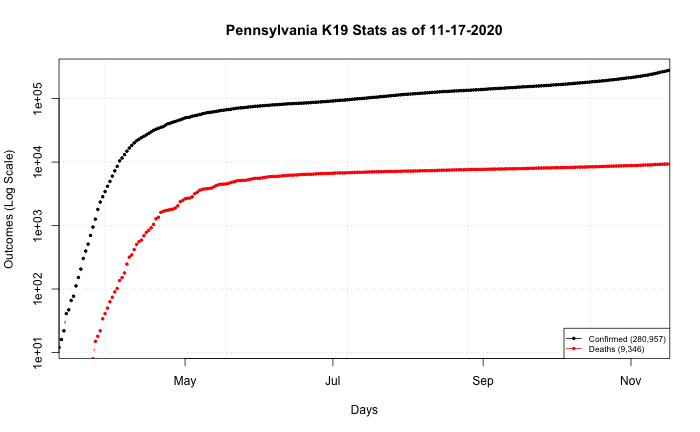 Pennsylvania K19 Stats as of 11-17-2020
Outcomes (Log Scale)
1e+05
1e+04
1e+03
1e+02
1e+01
Confirmed (280,957)
Deaths (9,346)
May Jul Sep Nov
Days